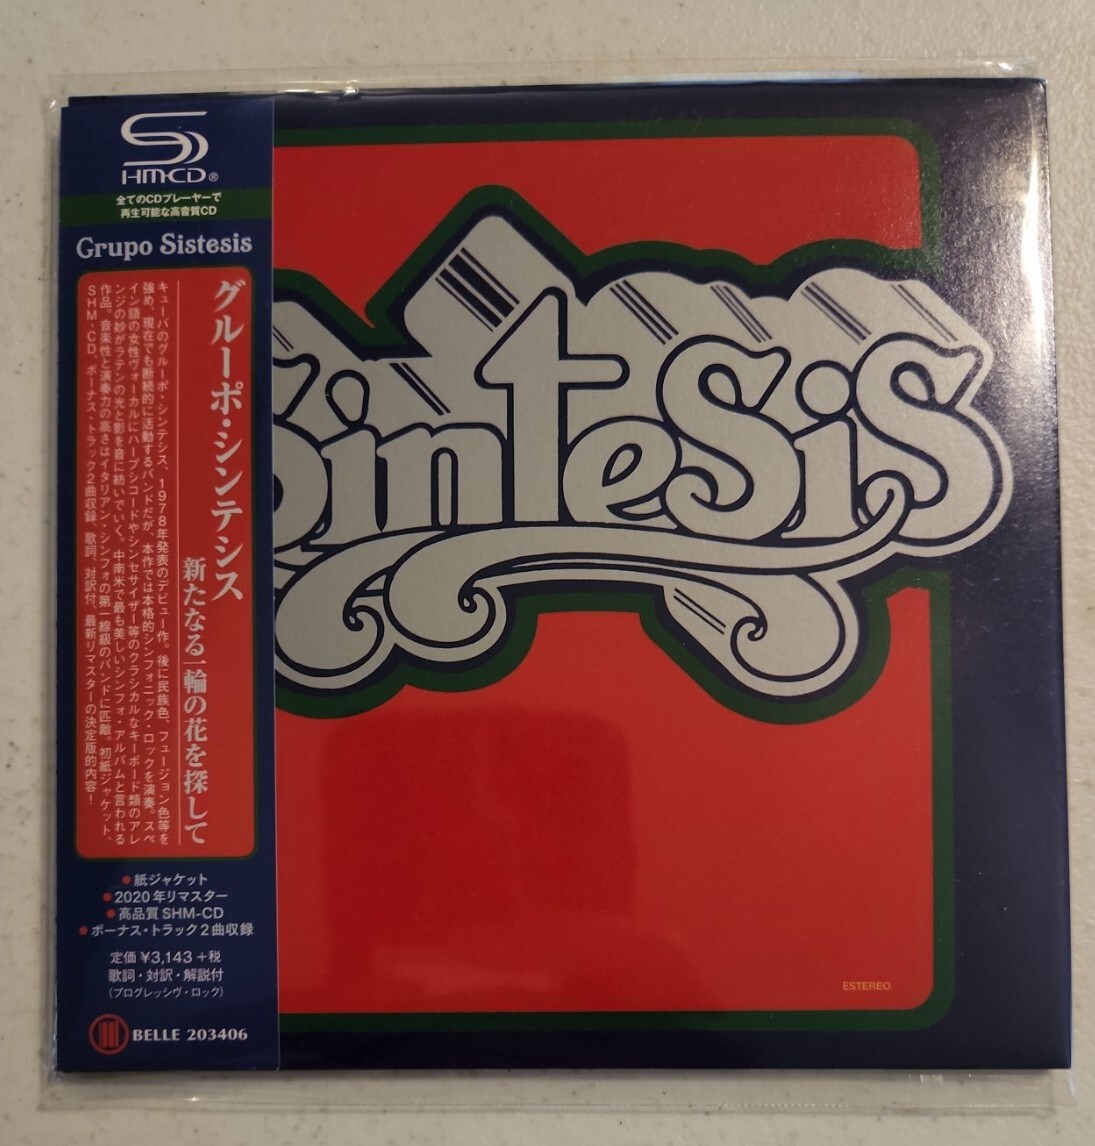 SHM-CD®
全てのCDプレーヤーで
再生可能な高音質CD
Grupo Sistesis
グルーポ・シンテシス
新たなる一輪の花を探して
キューバのグルーポ・シンテシス、1978年発表のデビュー作。後に民族色、フュージョン色等を
強め、現在でも断続的に活動するバンドだが、本作では本格的シンフォニック・ロックを演奏。スペ
イン語の女性ヴォーカルにハープシコードやシンセサイザー等のクラシカルなキーボード類のアレ
ンジの妙がラテンの光と影を音に紡いでいく。中南米で最も美しいシンフォ・アルバムと言われる
作品。音楽性と演奏力の高さはイタリアン・シンフォの第一線級のバンドに匹敵。初紙ジャケット、
SHM-CD、ボーナス・トラック2曲収録、歌詞、対訳付、最新リマスターの決定版的内容！
●紙ジャケット
●2020年リマスター
●高品質SHM-CD
●ボーナス・トラック2曲収録
定価 ¥3,143 +税
歌詞・対訳・解説付
(プログレッシヴ・ロック)
BELLE 203406
Sintesis
ESTEREO